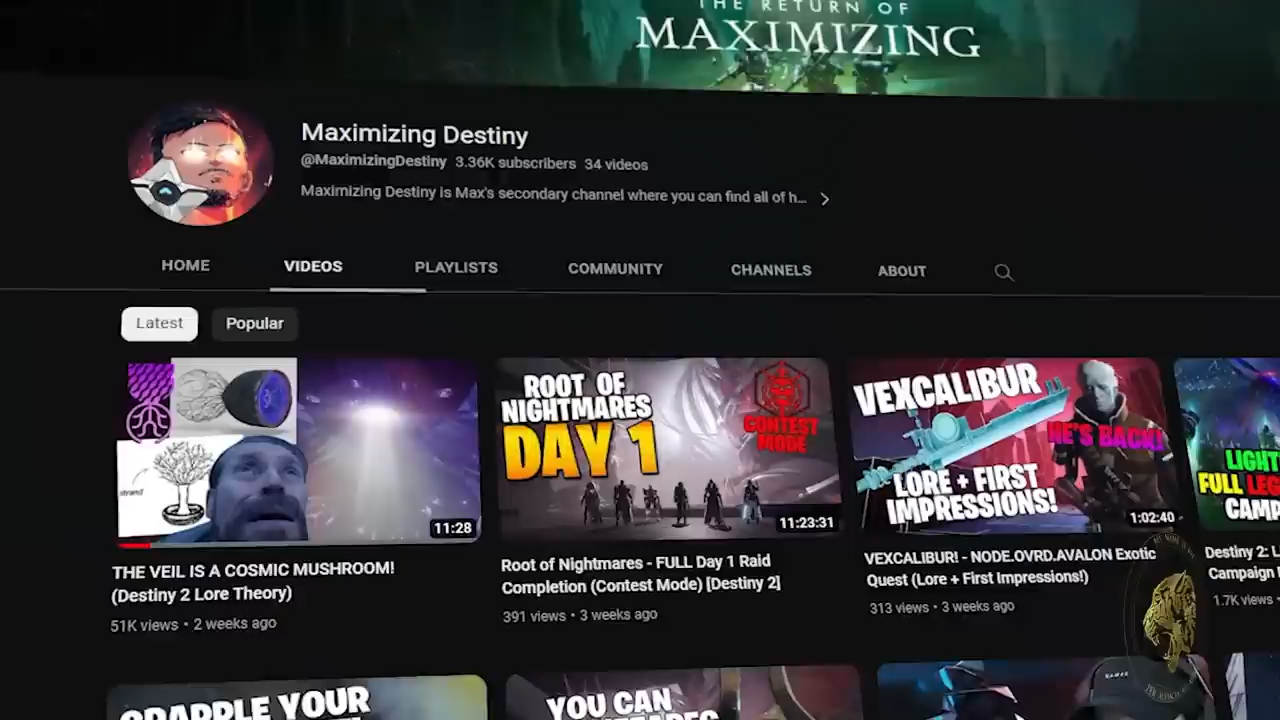 THE RETURN OF
MAXIMIZING
Maximizing Destiny
@MaximizingDestiny 3.36K subscribers 34 videos
Maximizing Destiny is Max's secondary channel where you can find all of h...
HOME VIDEOS PLAYLISTS COMMUNITY CHANNELS ABOUT
Latest Popular
strand
11:28
ROOT OF
NIGHTMARES
DAY 1
CONTEST
MODE
11:23:31
VEXCALIBUR
HE'S BACK!
LORE + FIRST
IMPRESSIONS!
1:02:40
LIGHT
FULL LEG
CAMP
THE VEIL IS A COSMIC MUSHROOM!
(Destiny 2 Lore Theory)
51K views • 2 weeks ago
Root of Nightmares - FULL Day 1 Raid
Completion (Contest Mode) [Destiny 2]
391 views • 3 weeks ago
VEXCALIBUR! - NODE.OVRD.AVALON Exotic
Quest (Lore + First Impressions!)
313 views • 3 weeks ago
Destiny 2: L
Campaign
1.7K views •
GRAPPLE YOUR
YOU CAN